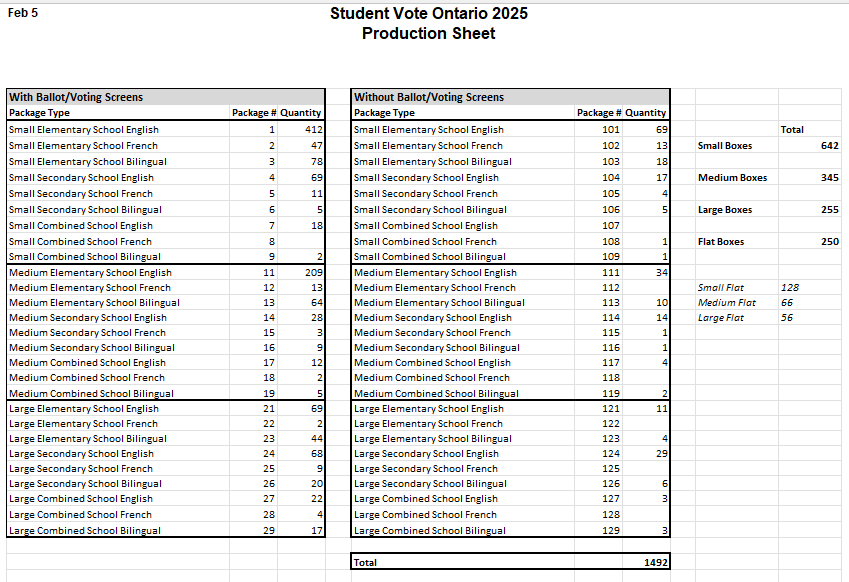 Feb 5
Student Vote Ontario 2025
Production Sheet
With Ballot/Voting Screens Without Ballot/Voting Screens
Package Type Package # Quantity Package Type Package # Quantity
Small Elementary School English 1 412 Small Elementary School English 101 69 Total
Small Elementary School French 2 47 Small Elementary School French 102 13 Small Boxes 642
Small Elementary School Bilingual 3 78 Small Elementary School Bilingual 103 18
Small Secondary School English 4 69 Small Secondary School English 104 17 Medium Boxes 345
Small Secondary School French 5 11 Small Secondary School French 105 4
Small Secondary School Bilingual 6 5 Small Secondary School Bilingual 106 5 Large Boxes 255
Small Combined School English 7 18 Small Combined School English 107
Small Combined School French 8 Small Combined School French 108 1 Flat Boxes 250
Small Combined School Bilingual 9 2 Small Combined School Bilingual 109 1
Medium Elementary School English 11 209 Medium Elementary School English 111 34
Medium Elementary School French 12 13 Medium Elementary School French 112 Small Flat 128
Medium Elementary School Bilingual 13 64 Medium Elementary School Bilingual 113 10 Medium Flat 66
Medium Secondary School English 14 28 Medium Secondary School English 114 14 Large Flat 56
Medium Secondary School French 15 3 Medium Secondary School French 115 1
Medium Secondary School Bilingual 16 9 Medium Secondary School Bilingual 116 1
Medium Combined School English 17 12 Medium Combined School English 117 4
Medium Combined School French 18 2 Medium Combined School French 118
Medium Combined School Bilingual 19 5 Medium Combined School Bilingual 119 2
Large Elementary School English 21 69 Large Elementary School English 121 11
Large Elementary School French 22 2 Large Elementary School French 122
Large Elementary School Bilingual 23 44 Large Elementary School Bilingual 123 4
Large Secondary School English 24 68 Large Secondary School English 124 29
Large Secondary School French 25 9 Large Secondary School French 125
Large Secondary School Bilingual 26 20 Large Secondary School Bilingual 126 6
Large Combined School English 27 22 Large Combined School English 127 3
Large Combined School French 28 4 Large Combined School French 128
Large Combined School Bilingual 29 17 Large Combined School Bilingual 129 3
Total 1492